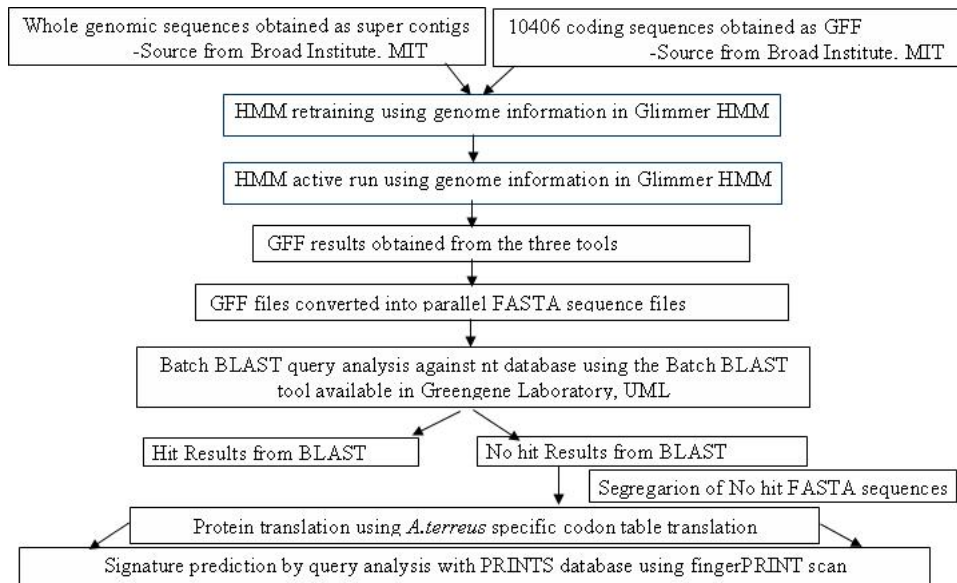 Whole genomic sequences obtained as super contigs
-Source from Broad Institute. MIT
10406 coding sequences obtained as GFF
-Source from Broad Institute. MIT
HMM retraining using genome information in Glimmer HMM
HMM active run using genome information in Glimmer HMM
GFF results obtained from the three tools
GFF files converted into parallel FASTA sequence files
Batch BLAST query analysis against nt database using the Batch BLAST
tool available in Greengene Laboratory, UML
Hit Results from BLAST
No hit Results from BLAST
Segregarion of No hit FASTA sequences
Protein translation using A.terreus specific codon table translation
Signature prediction by query analysis with PRINTS database using fingerPRINT scan